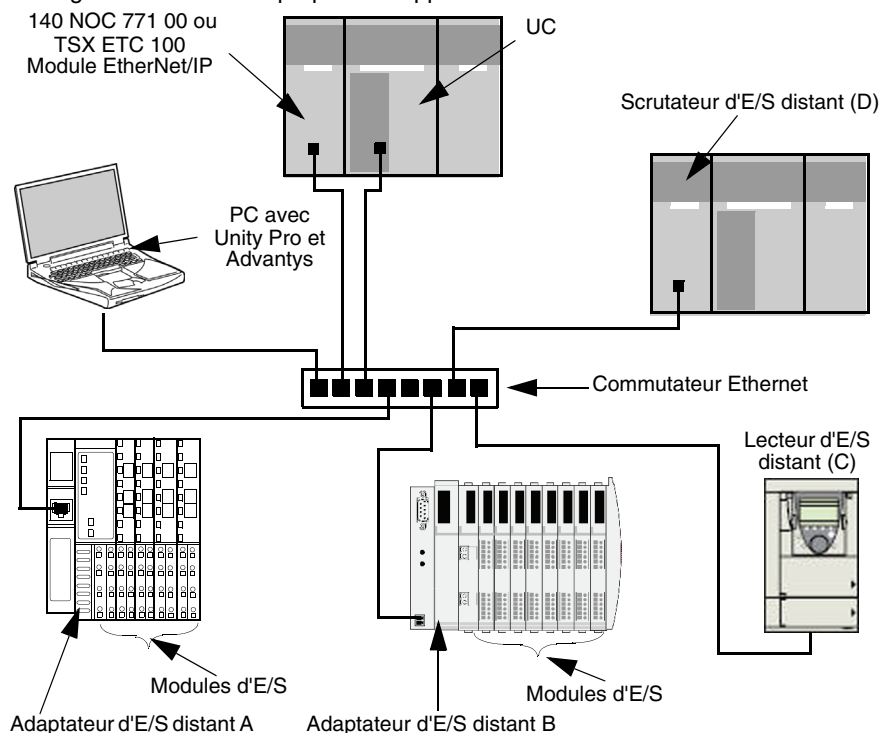 140 NOC 771 00 ou
TSX ETC 100
Module EtherNet/IP
UC
Scrutateur d'E/S distant (D)
PC avec
Unity Pro et
Advantys
Commutateur Ethernet
Lecteur d'E/S
distant (C)
Modules d'E/S
Modules d'E/S
Adaptateur d'E/S distant A
Adaptateur d'E/S distant B